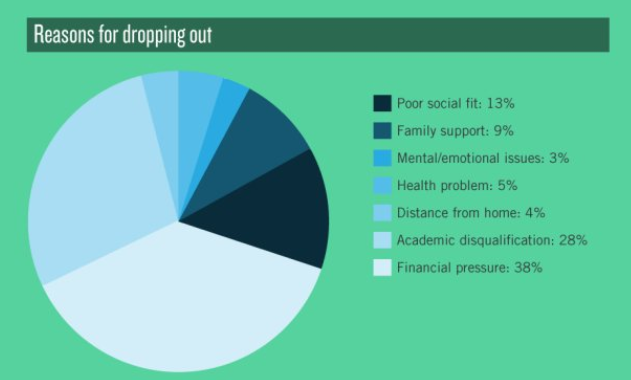 Reasons for dropping out
Poor social fit: 13%
Family support: 9%
Mental/emotional issues: 3%
Health problem: 5%
Distance from home: 4%
Academic disqualification: 28%
Financial pressure: 38%